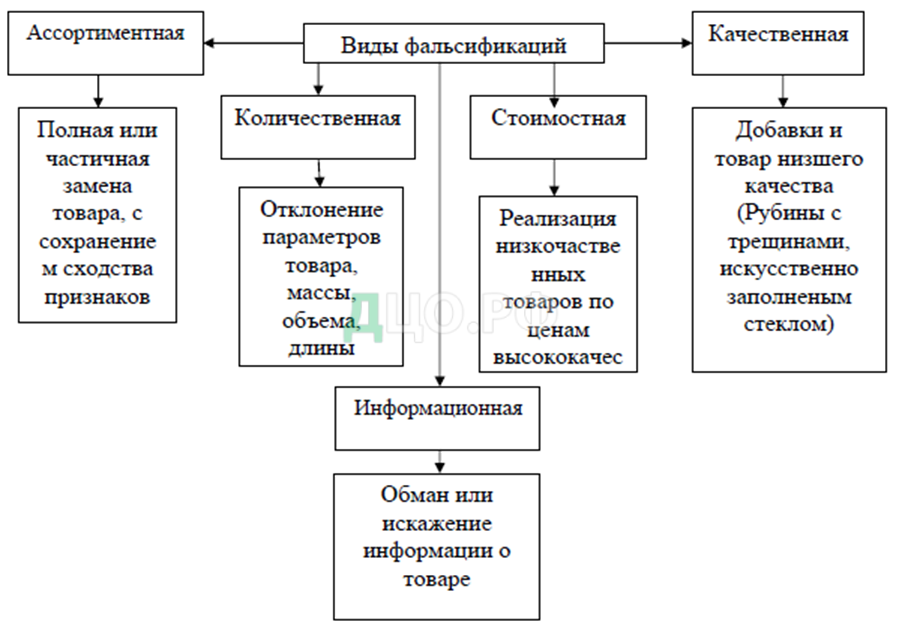 Виды фальсификаций
Ассортиментная
Полная или
частичная
замена
товара, с
сохранение
м сходства
признаков
Количественная
Отклонение
параметров
товара,
массы,
объема,
длины
Информационная
Обман или
искажение
информации о
товаре
Стоимостная
Реализация
низкочастве
нных
товаров по
ценам
высококачес
Качественная
Добавки и
товар низшего
качества
(Рубины с
трещинами,
искусственно
заполненым
стеклом)
ДЦО.РФ